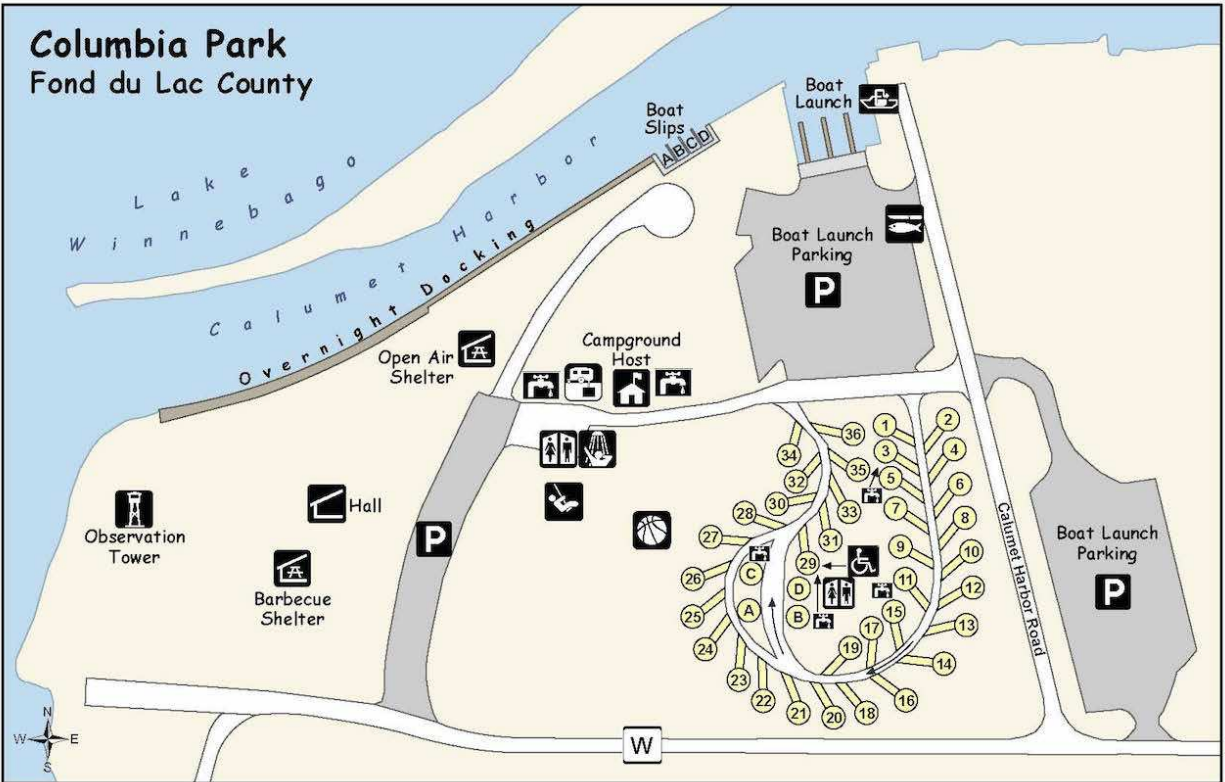 Columbia Park
Fond du Lac County
Lake
Winnebago
Calumet Harbor
Overnight Docking
Boat
Slips
A B C D
Boat
Launch
Boat Launch
Parking
P
Open Air
Shelter
Campground
Host
Observation
Tower
Hall
Barbecue
Shelter
P
1
2
3
4
5
6
7
8
9
10
11
12
13
14
15
16
17
18
19
20
21
22
23
24
25
26
27
28
29
30
31
32
33
34
35
36
A
B
C
D
Calumet Harbor Road
Boat Launch
Parking
P
W
N
W E
S